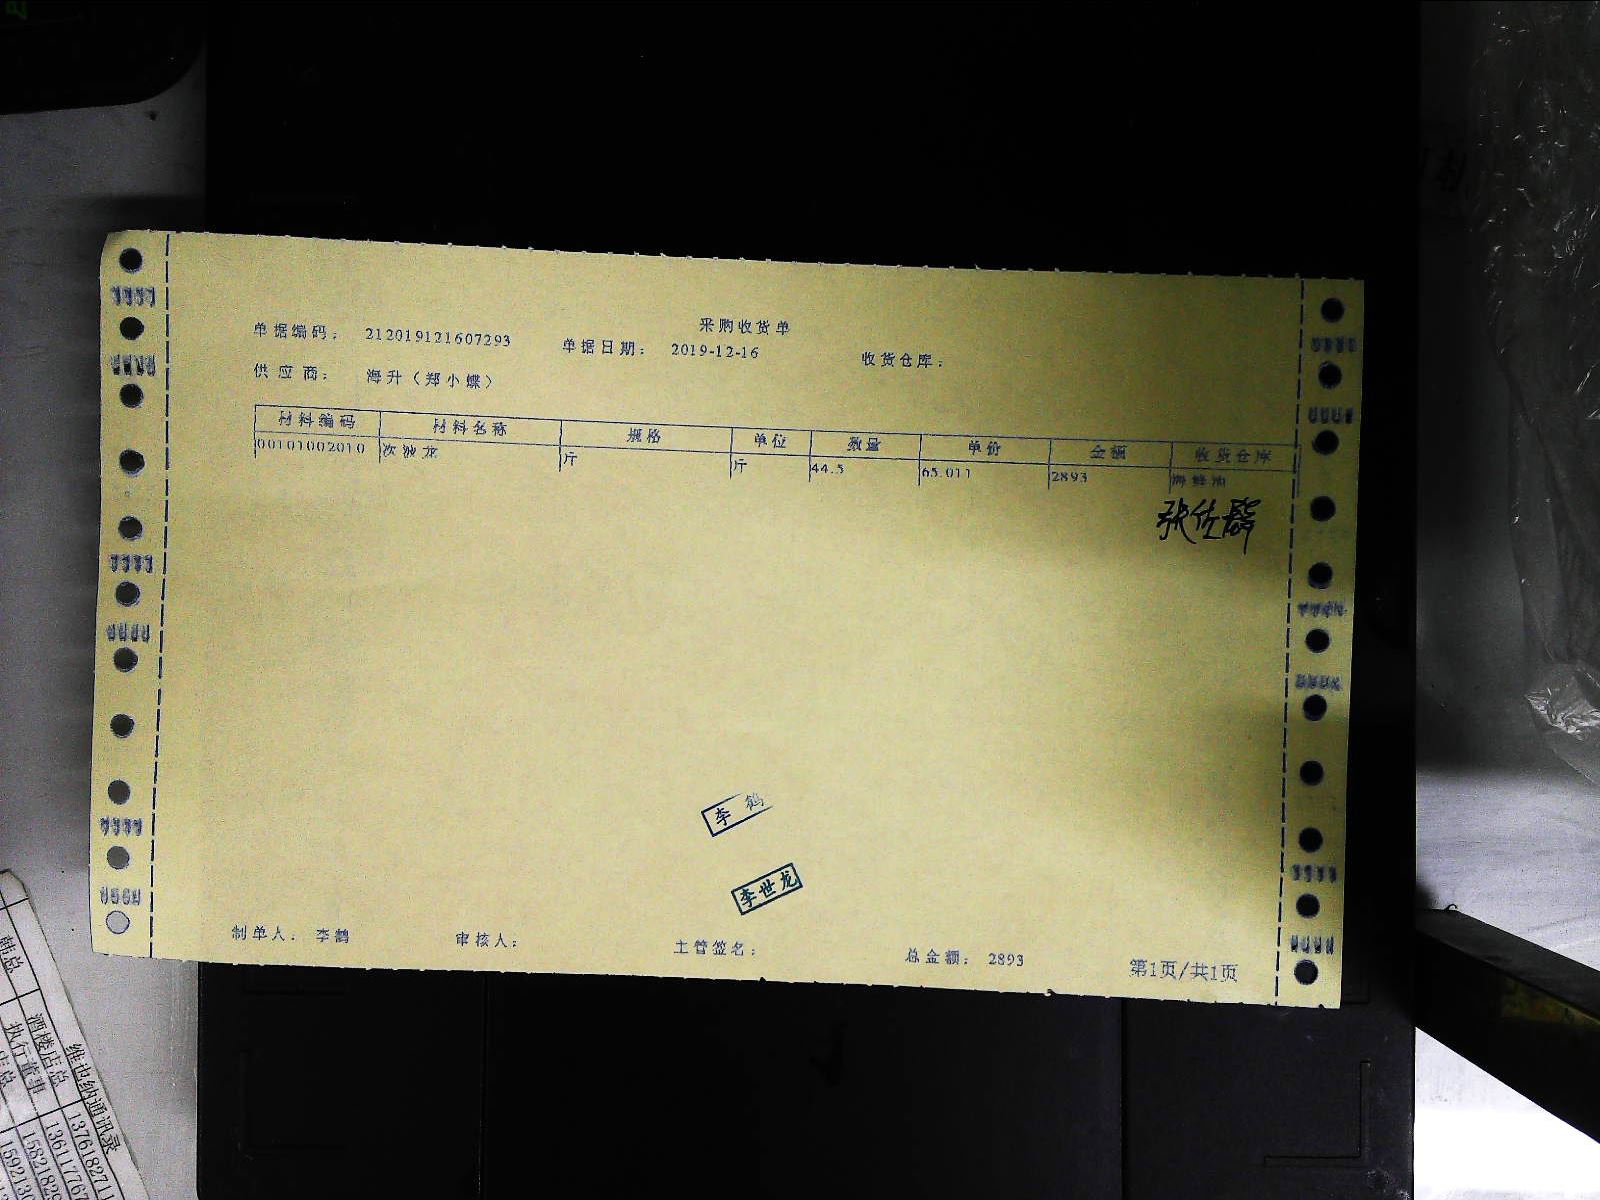 采购收货单
单据编码： 212019121607293 单据日期： 2019-12-16 收货仓库：
供应商： 海升（郑小蝶）
材料编码 材料名称 规格 单位 数量 单价 金额 收货仓库
00101002010 次波龙 斤 斤 44.5 65.011 2893
李 鹤
李世龙
制单人： 李鹤 审核人： 主管签名： 总金额： 2893 第1页/共1页
维也纳通讯录
酒楼店总
执行董事
韩总